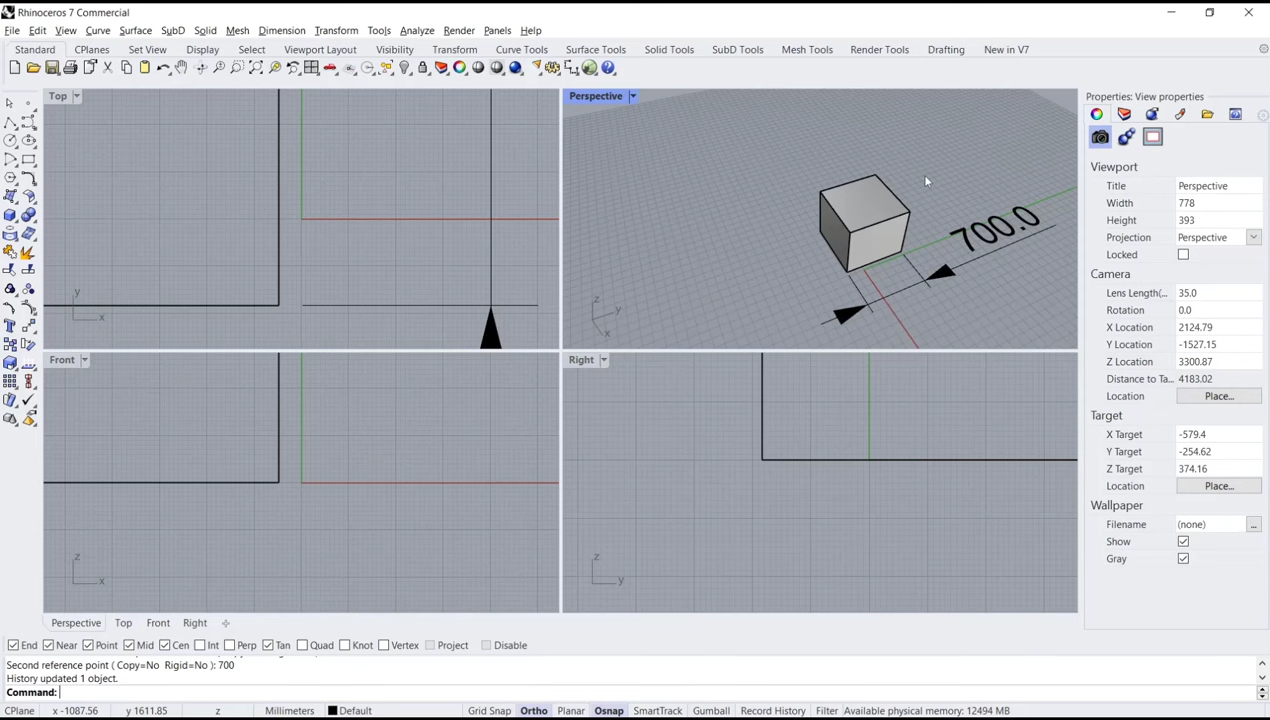 Rhinoceros 7 Commercial
File Edit View Curve Surface SubD Solid Mesh Dimension Transform Tools Analyze Render Panels Help
Standard CPlanes Set View Display Select Viewport Layout Visibility Transform Curve Tools Surface Tools Solid Tools SubD Tools Mesh Tools Render Tools Drafting New in V7
Top
y
x
Perspective
700.0
z
y
x
Front
z
x
Right
z
y
Properties: View properties
Viewport
Title Perspective
Width 778
Height 393
Projection Perspective
Locked
Camera
Lens Length(... 35.0
Rotation 0.0
X Location 2124.79
Y Location -1527.15
Z Location 3300.87
Distance to Ta... 4183.02
Location Place...
Target
X Target -579.4
Y Target -254.62
Z Target 374.16
Location Place...
Wallpaper
Filename (none) ...
Show
Gray
Perspective Top Front Right
End Near Point Mid Cen Int Perp Tan Quad Knot Vertex Project Disable
Second reference point ( Copy=No Rigid=No ): 700
History updated 1 object.
Command:
CPlane x -1087.56 y 1611.85 z Millimeters Default Grid Snap Ortho Planar Osnap SmartTrack Gumball Record History Filter Available physical memory: 12494 MB